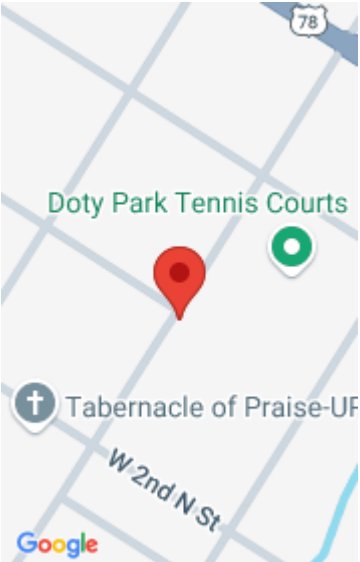 78
Doty Park Tennis Courts
Tabernacle of Praise-UP
W 2nd N St
Google